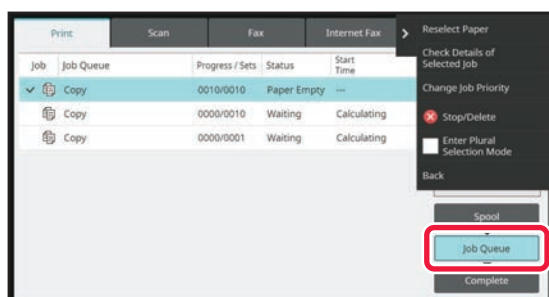 Print Scan Fax Internet Fax
Job Job Queue Progress / Sets Status Start Time
Copy 0010/0010 Paper Empty ---
Copy 0000/0010 Waiting Calculating
Copy 0000/0001 Waiting Calculating
Reselect Paper
Check Details of
Selected Job
Change Job Priority
Stop/Delete
Enter Plural
Selection Mode
Back
Spool
Job Queue
Complete